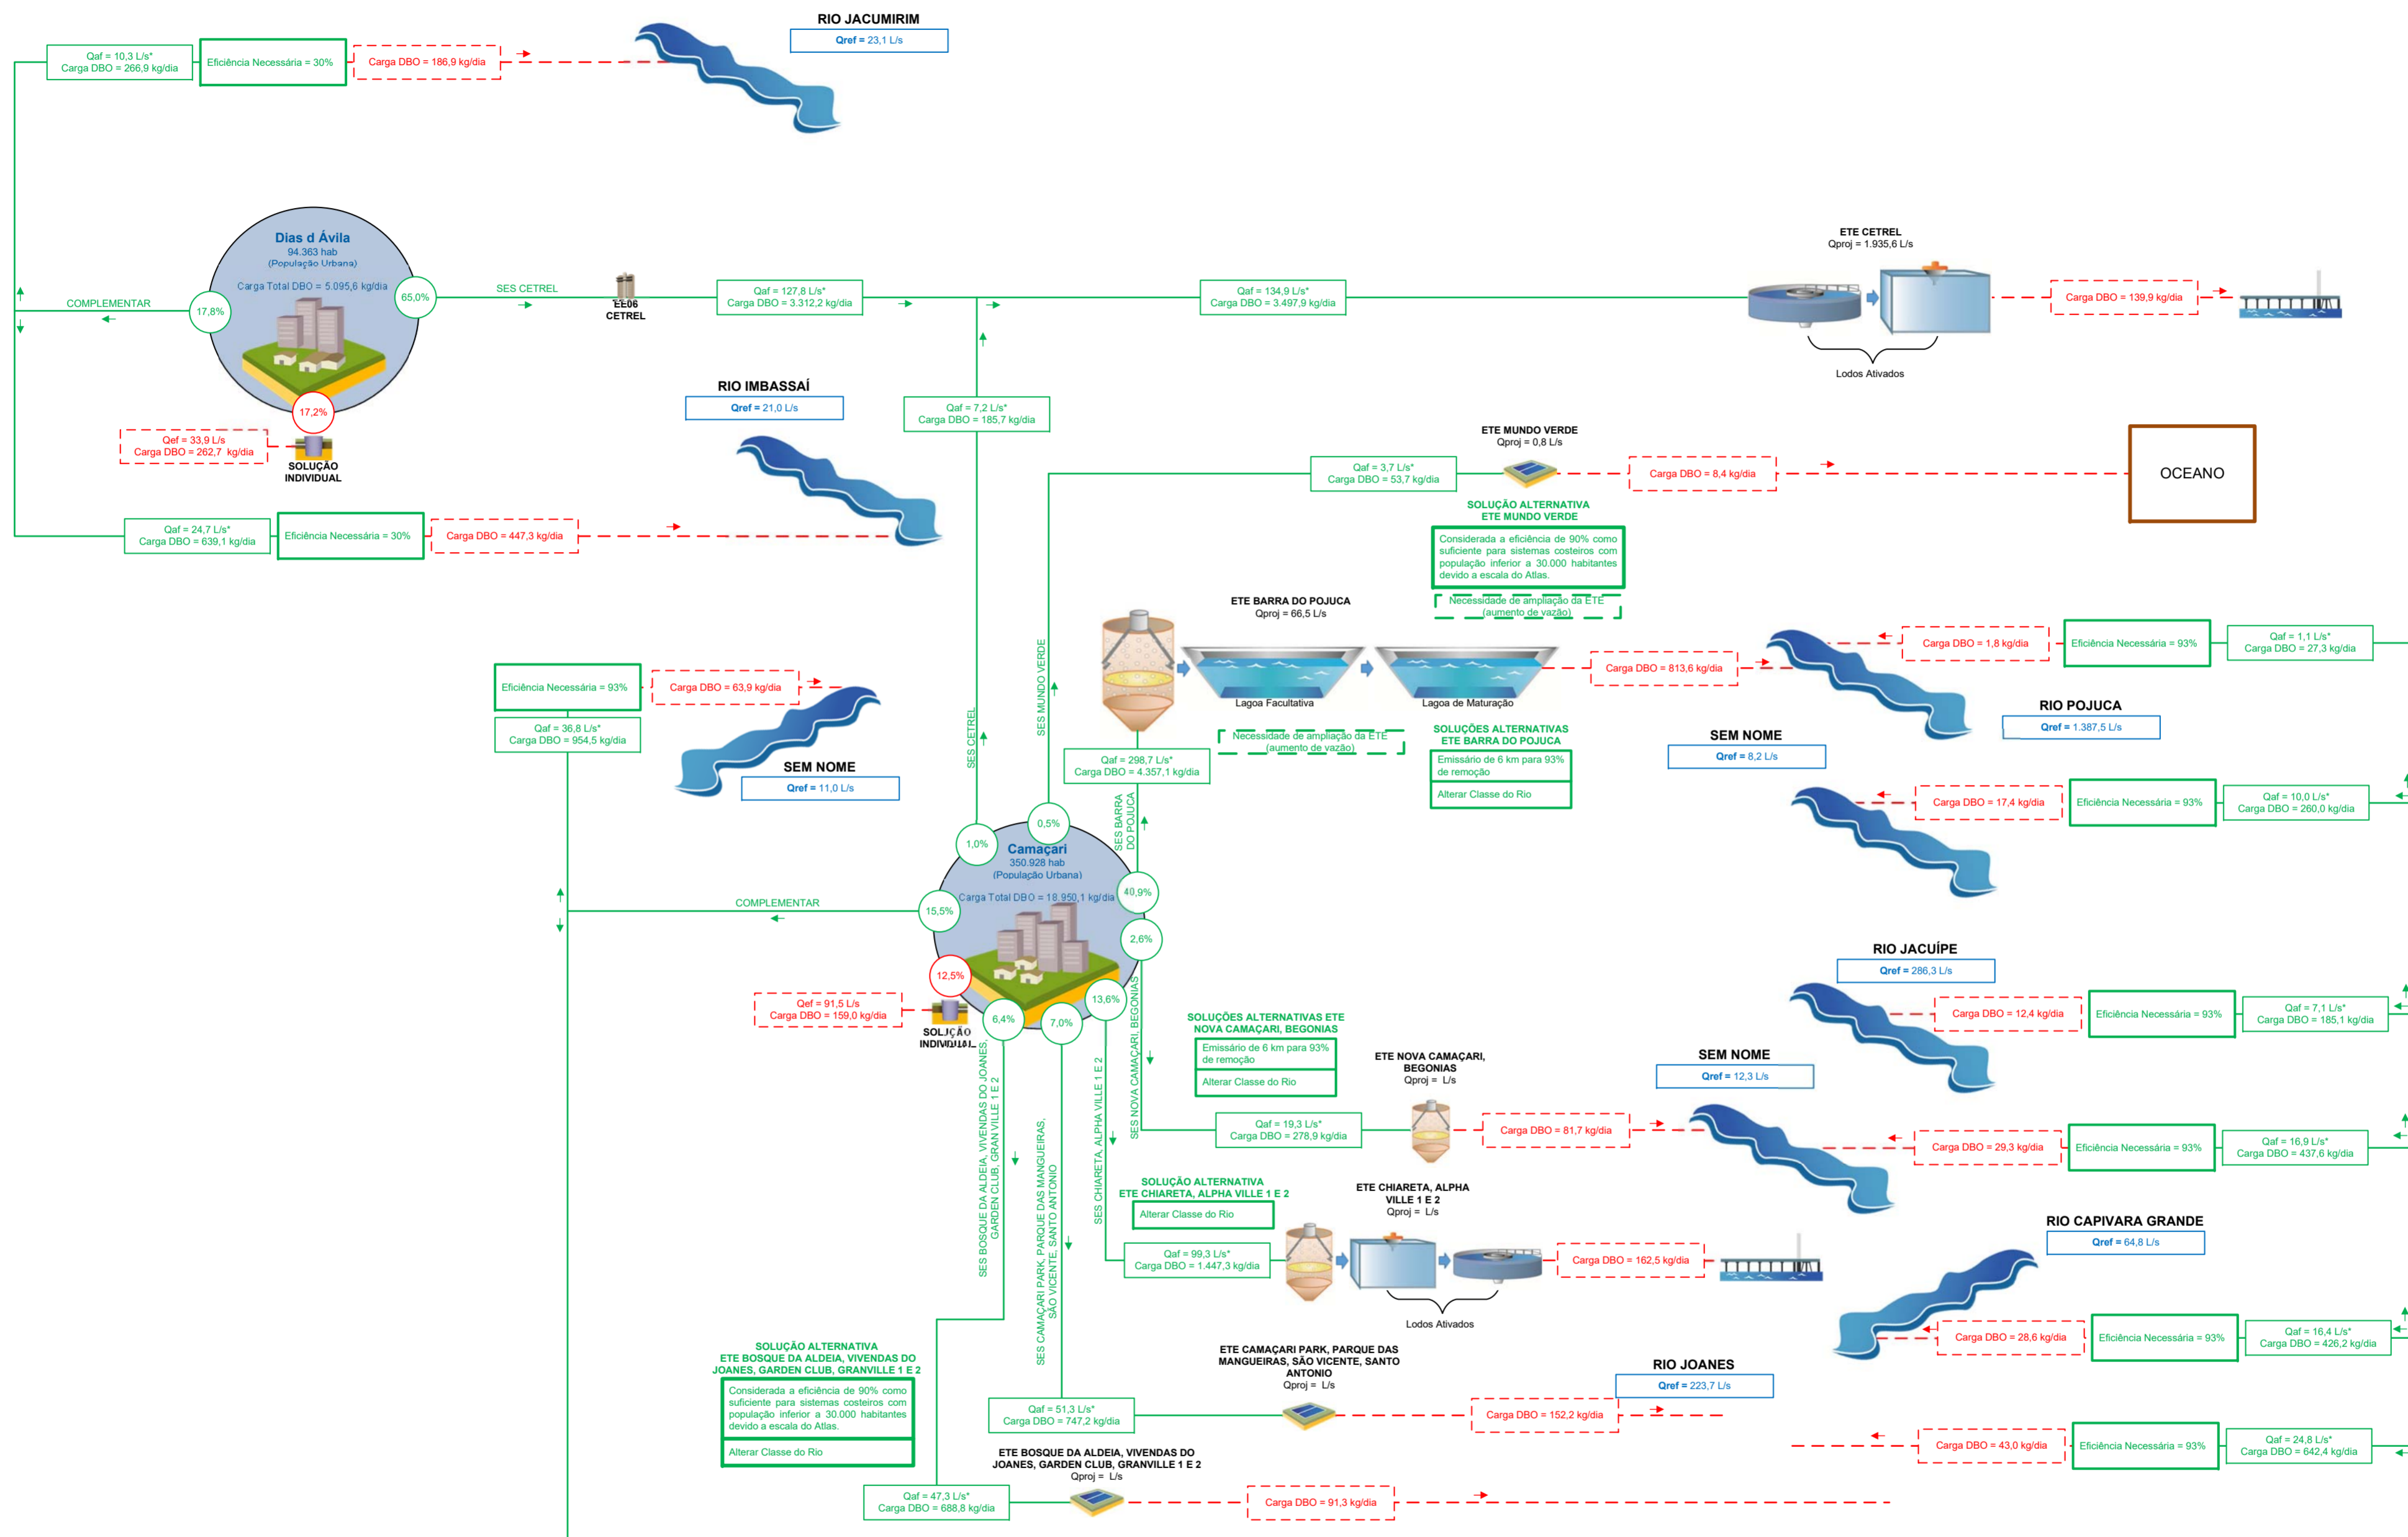 RIO JACUMIRIM
Qref = 23,1 L/s
Qaf = 10,3 L/s*
Carga DBO = 266,9 kg/dia
Eficiência Necessária = 30%
Carga DBO = 186,9 kg/dia
Dias d Ávila
94.363 hab
(População Urbana)
Carga Total DBO = 5.095,6 kg/dia
65,0%
17,8%
17,2%
COMPLEMENTAR
SES CETREL
EE06
CETREL
Qaf = 127,8 L/s*
Carga DBO = 3.312,2 kg/dia
Qaf = 134,9 L/s*
Carga DBO = 3.497,9 kg/dia
ETE CETREL
Qproj = 1.935,6 L/s
Lodos Ativados
Carga DBO = 139,9 kg/dia
Qef = 33,9 L/s
Carga DBO = 262,7 kg/dia
SOLUÇÃO
INDIVIDUAL
RIO IMBASSAÍ
Qref = 21,0 L/s
Qaf = 24,7 L/s*
Carga DBO = 639,1 kg/dia
Eficiência Necessária = 30%
Carga DBO = 447,3 kg/dia
Qaf = 7,2 L/s*
Carga DBO = 185,7 kg/dia
SES CETREL
SES MUNDO VERDE
Qaf = 3,7 L/s*
Carga DBO = 53,7 kg/dia
ETE MUNDO VERDE
Qproj = 0,8 L/s
Carga DBO = 8,4 kg/dia
OCEANO
SOLUÇÃO ALTERNATIVA
ETE MUNDO VERDE
Considerada a eficiência de 90% como
suficiente para sistemas costeiros com
população inferior a 30.000 habitantes
devido a escala do Atlas.
Necessidade de ampliação da ETE
(aumento de vazão)
ETE BARRA DO POJUCA
Qproj = 66,5 L/s
Lagoa Facultativa
Lagoa de Maturação
Carga DBO = 813,6 kg/dia
Carga DBO = 1,8 kg/dia
Eficiência Necessária = 93%
Qaf = 1,1 L/s*
Carga DBO = 27,3 kg/dia
RIO POJUCA
Qref = 1.387,5 L/s
Necessidade de ampliação da ETE
(aumento de vazão)
SOLUÇÕES ALTERNATIVAS
ETE BARRA DO POJUCA
Emissário de 6 km para 93%
de remoção
Alterar Classe do Rio
Qaf = 298,7 L/s*
Carga DBO = 4.357,1 kg/dia
SES BARRA
DO POJUCA
Eficiência Necessária = 93%
Carga DBO = 63,9 kg/dia
Qaf = 36,8 L/s*
Carga DBO = 954,5 kg/dia
SEM NOME
Qref = 11,0 L/s
SEM NOME
Qref = 8,2 L/s
Carga DBO = 17,4 kg/dia
Eficiência Necessária = 93%
Qaf = 10,0 L/s*
Carga DBO = 260,0 kg/dia
Camaçari
350.928 hab
(População Urbana)
Carga Total DBO = 18.950,1 kg/dia
1,0%
0,5%
40,9%
2,6%
13,6%
7,0%
6,4%
12,5%
15,5%
COMPLEMENTAR
Qef = 91,5 L/s
Carga DBO = 159,0 kg/dia
SOLUÇÃO
INDIVIDUAL
RIO JACUÍPE
Qref = 286,3 L/s
Carga DBO = 12,4 kg/dia
Eficiência Necessária = 93%
Qaf = 7,1 L/s*
Carga DBO = 185,1 kg/dia
SES NOVA CAMAÇARI, BEGONIAS
SOLUÇÕES ALTERNATIVAS ETE
NOVA CAMAÇARI, BEGONIAS
Emissário de 6 km para 93%
de remoção
Alterar Classe do Rio
ETE NOVA CAMAÇARI,
BEGONIAS
Qproj = L/s
Qaf = 19,3 L/s*
Carga DBO = 278,9 kg/dia
Carga DBO = 81,7 kg/dia
SEM NOME
Qref = 12,3 L/s
Carga DBO = 29,3 kg/dia
Eficiência Necessária = 93%
Qaf = 16,9 L/s*
Carga DBO = 437,6 kg/dia
SES CHIARETA, ALPHA VILLE 1 E 2
SOLUÇÃO ALTERNATIVA
ETE CHIARETA, ALPHA VILLE 1 E 2
Alterar Classe do Rio
ETE CHIARETA, ALPHA
VILLE 1 E 2
Qproj = L/s
Qaf = 99,3 L/s*
Carga DBO = 1.447,3 kg/dia
Lodos Ativados
Carga DBO = 162,5 kg/dia
RIO CAPIVARA GRANDE
Qref = 64,8 L/s
Carga DBO = 28,6 kg/dia
Eficiência Necessária = 93%
Qaf = 16,4 L/s*
Carga DBO = 426,2 kg/dia
SES CAMAÇARI PARK, PARQUE DAS MANGUEIRAS,
SÃO VICENTE, SANTO ANTONIO
ETE CAMAÇARI PARK, PARQUE DAS
MANGUEIRAS, SÃO VICENTE, SANTO
ANTONIO
Qproj = L/s
Qaf = 51,3 L/s*
Carga DBO = 747,2 kg/dia
Carga DBO = 152,2 kg/dia
RIO JOANES
Qref = 223,7 L/s
Carga DBO = 43,0 kg/dia
Eficiência Necessária = 93%
Qaf = 24,8 L/s*
Carga DBO = 642,4 kg/dia
SES BOSQUE DA ALDEIA, VIVENDAS DO JOANES,
GARDEN CLUB, GRAN VILLE 1 E 2
SOLUÇÃO ALTERNATIVA
ETE BOSQUE DA ALDEIA, VIVENDAS DO
JOANES, GARDEN CLUB, GRANVILLE 1 E 2
Considerada a eficiência de 90% como
suficiente para sistemas costeiros com
população inferior a 30.000 habitantes
devido a escala do Atlas.
Alterar Classe do Rio
ETE BOSQUE DA ALDEIA, VIVENDAS DO
JOANES, GARDEN CLUB, GRANVILLE 1 E 2
Qproj = L/s
Qaf = 47,3 L/s*
Carga DBO = 688,8 kg/dia
Carga DBO = 91,3 kg/dia